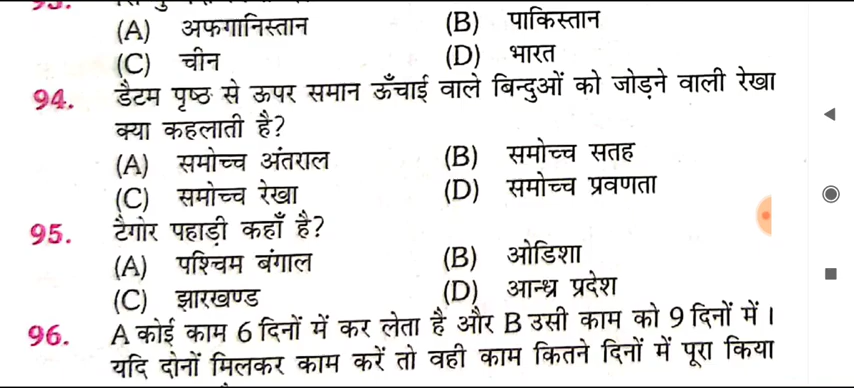 (A) अफगानिस्तान (B) पाकिस्तान
(C) चीन (D) भारत
94. डैटम पृष्ठ से ऊपर समान ऊँचाई वाले बिन्दुओं को जोड़ने वाली रेखा
क्या कहलाती है?
(A) समोच्च अंतराल (B) समोच्च सतह
(C) समोच्च रेखा (D) समोच्च प्रवणता
95. टैगोर पहाड़ी कहाँ है?
(A) पश्चिम बंगाल (B) ओडिशा
(C) झारखण्ड (D) आन्ध्र प्रदेश
96. A कोई काम 6 दिनों में कर लेता है और B उसी काम को 9 दिनों में।
यदि दोनों मिलकर काम करें तो वही काम कितने दिनों में पूरा किया